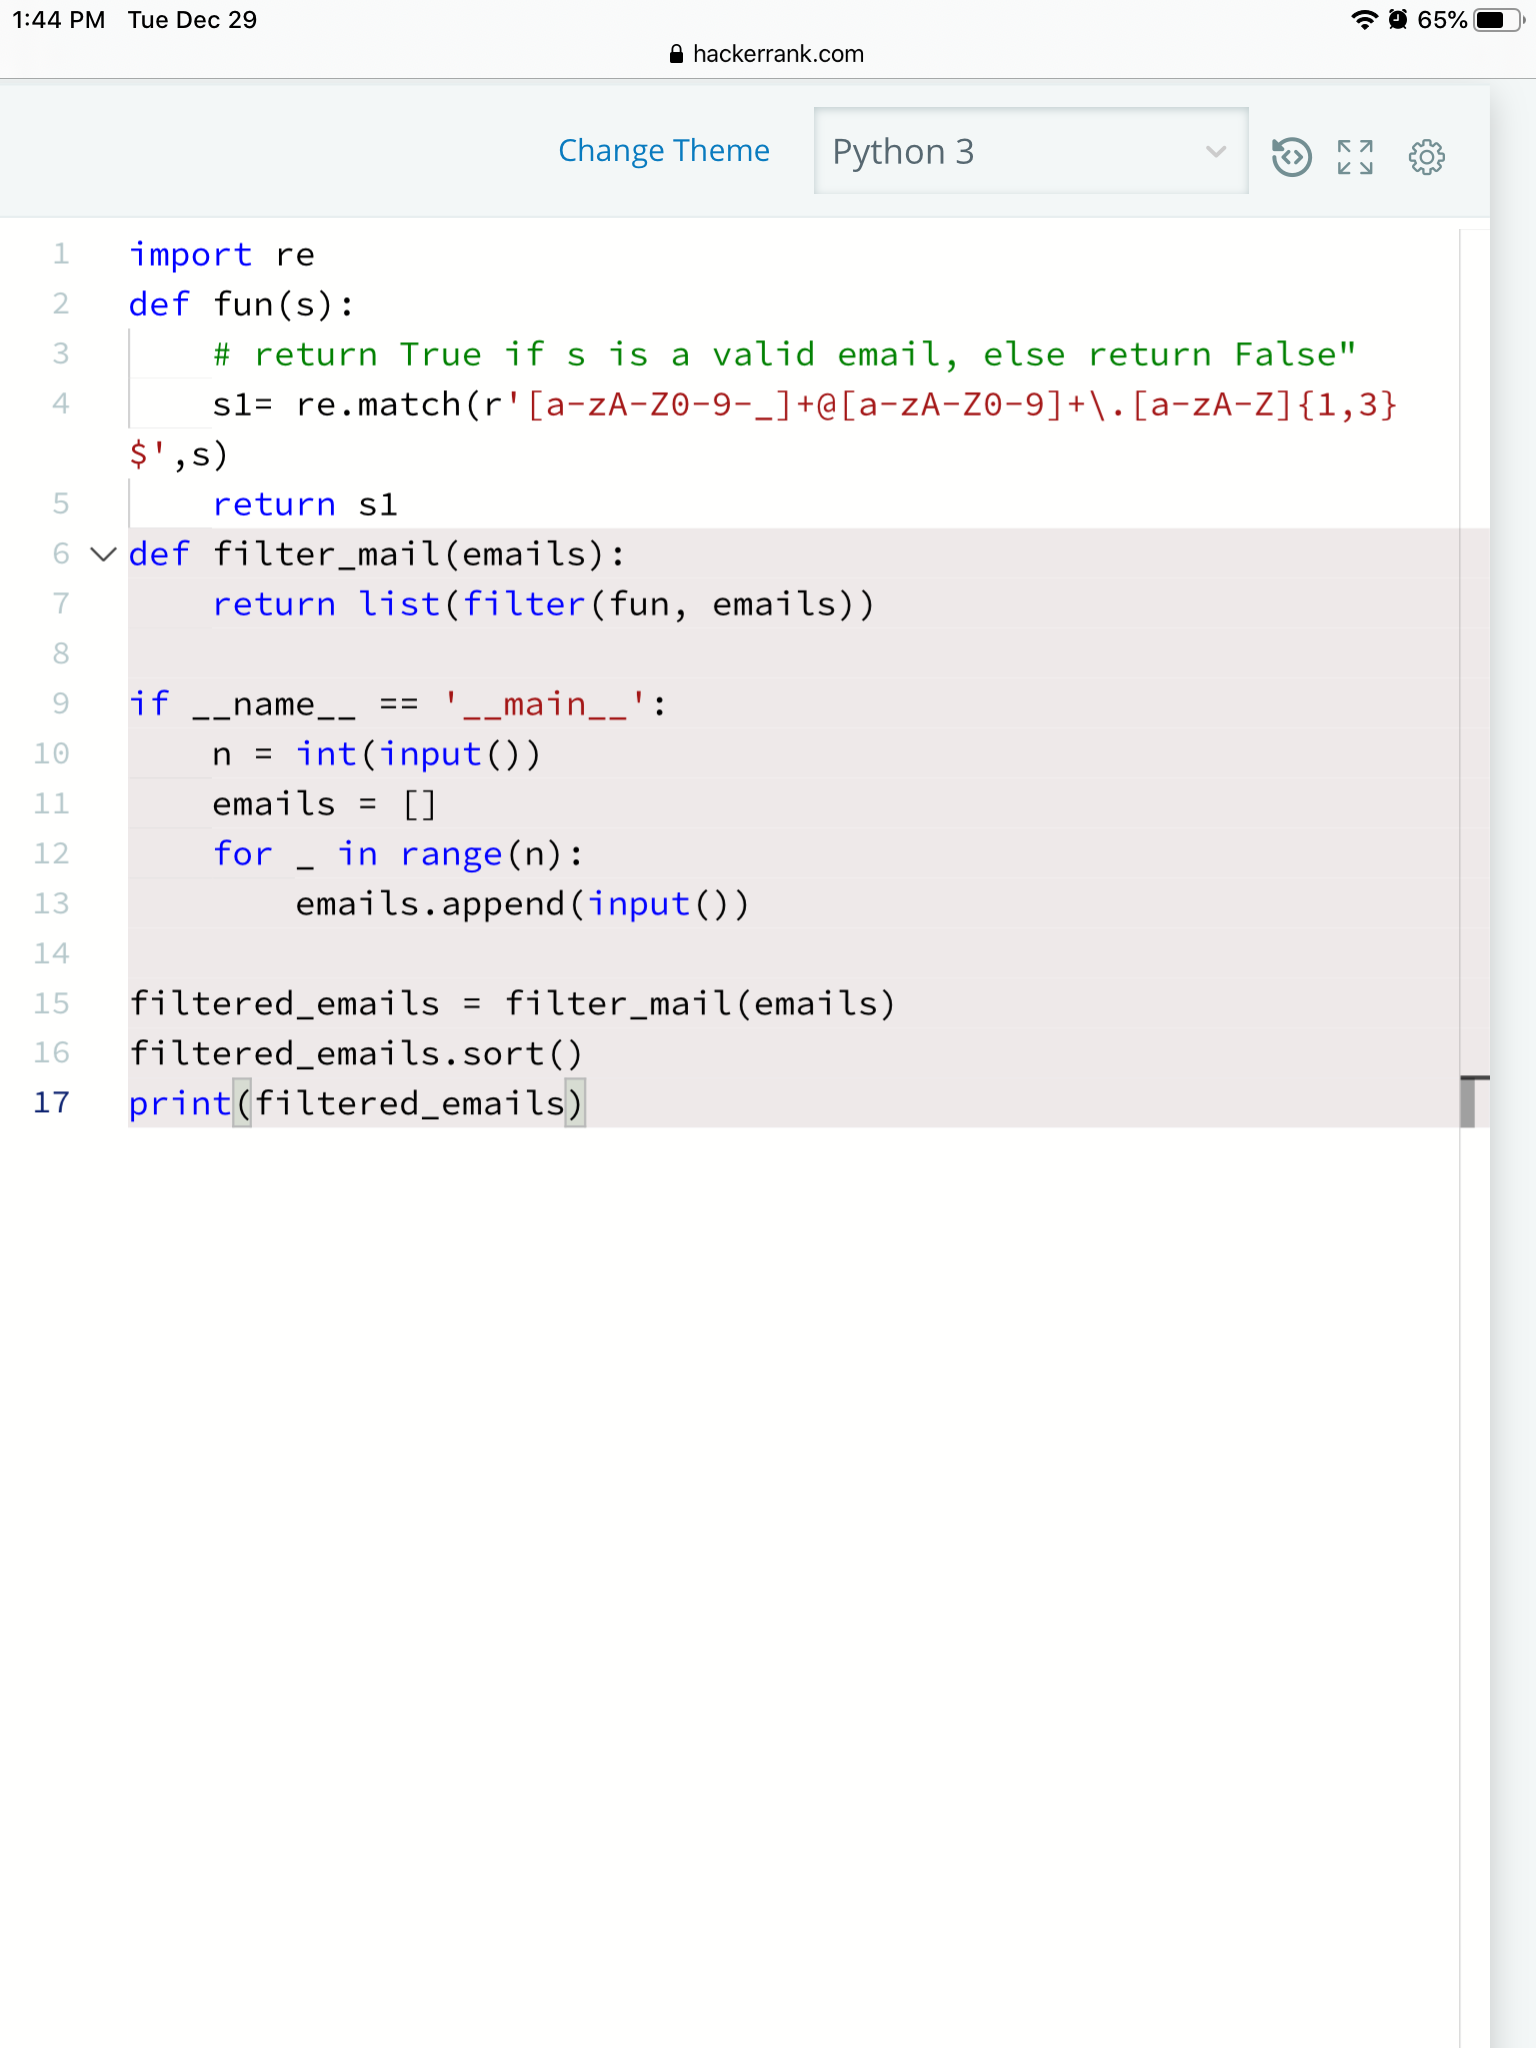 1:44 PM Tue Dec 29
65%
hackerrank.com
Change Theme
Python 3
1 import re
2 def fun(s):
3 # return True if s is a valid email, else return False"
4 s1= re.match(r'[a-zA-Z0-9-_]+@[a-zA-Z0-9]+\.[a-zA-Z]{1,3}
$',s)
5 return s1
6 def filter_mail(emails):
7 return list(filter(fun, emails))
8
9 if __name__ == '__main__':
10 n = int(input())
11 emails = []
12 for _ in range(n):
13 emails.append(input())
14
15 filtered_emails = filter_mail(emails)
16 filtered_emails.sort()
17 print(filtered_emails)